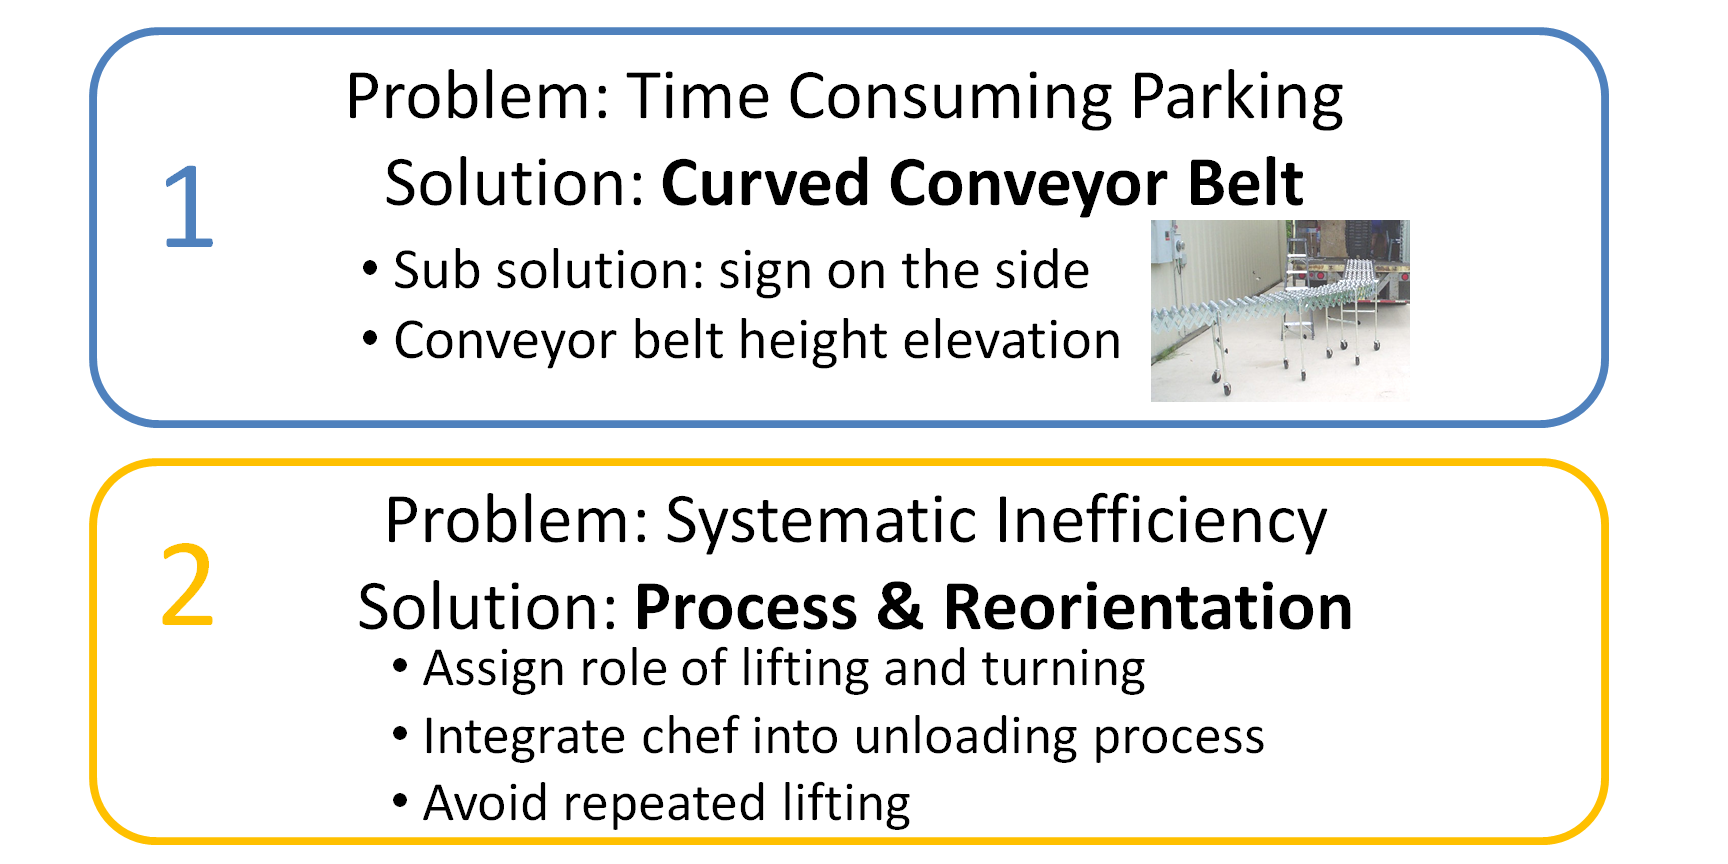 1
Problem: Time Consuming Parking
Solution: Curved Conveyor Belt
• Sub solution: sign on the side
• Conveyor belt height elevation
2
Problem: Systematic Inefficiency
Solution: Process & Reorientation
• Assign role of lifting and turning
• Integrate chef into unloading process
• Avoid repeated lifting